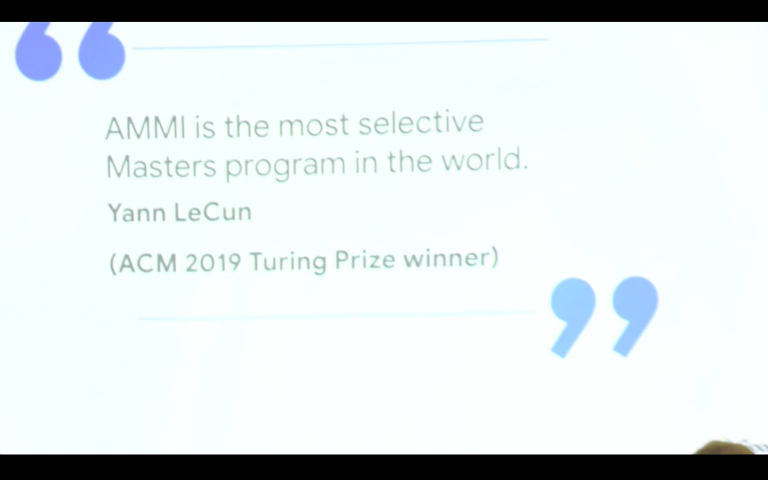 AMMI is the most selective
Masters program in the world.
Yann LeCun
(ACM 2019 Turing Prize winner)